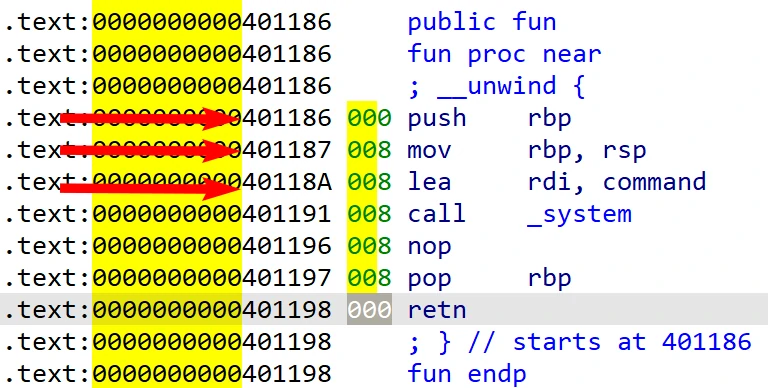 .text:0000000000401186 public fun
.text:0000000000401186 fun proc near
.text:0000000000401186 ; __unwind {
.text:0000000000401186 000 push rbp
.text:0000000000401187 008 mov rbp, rsp
.text:000000000040118A 008 lea rdi, command
.text:0000000000401191 008 call _system
.text:0000000000401196 008 nop
.text:0000000000401197 008 pop rbp
.text:0000000000401198 000 retn
.text:0000000000401198 ; } // starts at 401186
.text:0000000000401198 fun endp